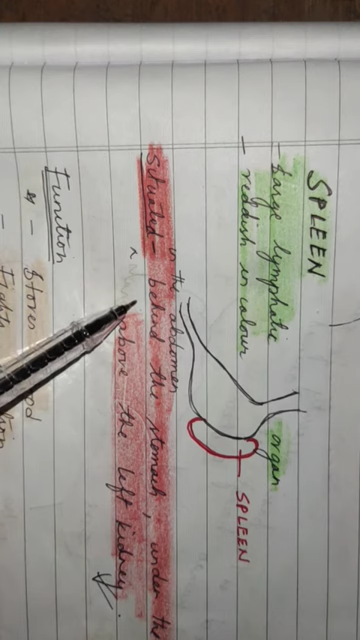 SPLEEN
- Large lymphatic organ
- reddish in colour
SPLEEN
in the abdomen
Situated - behind the stomach, under the
above the left kidney
Function
- Stores
- Fights